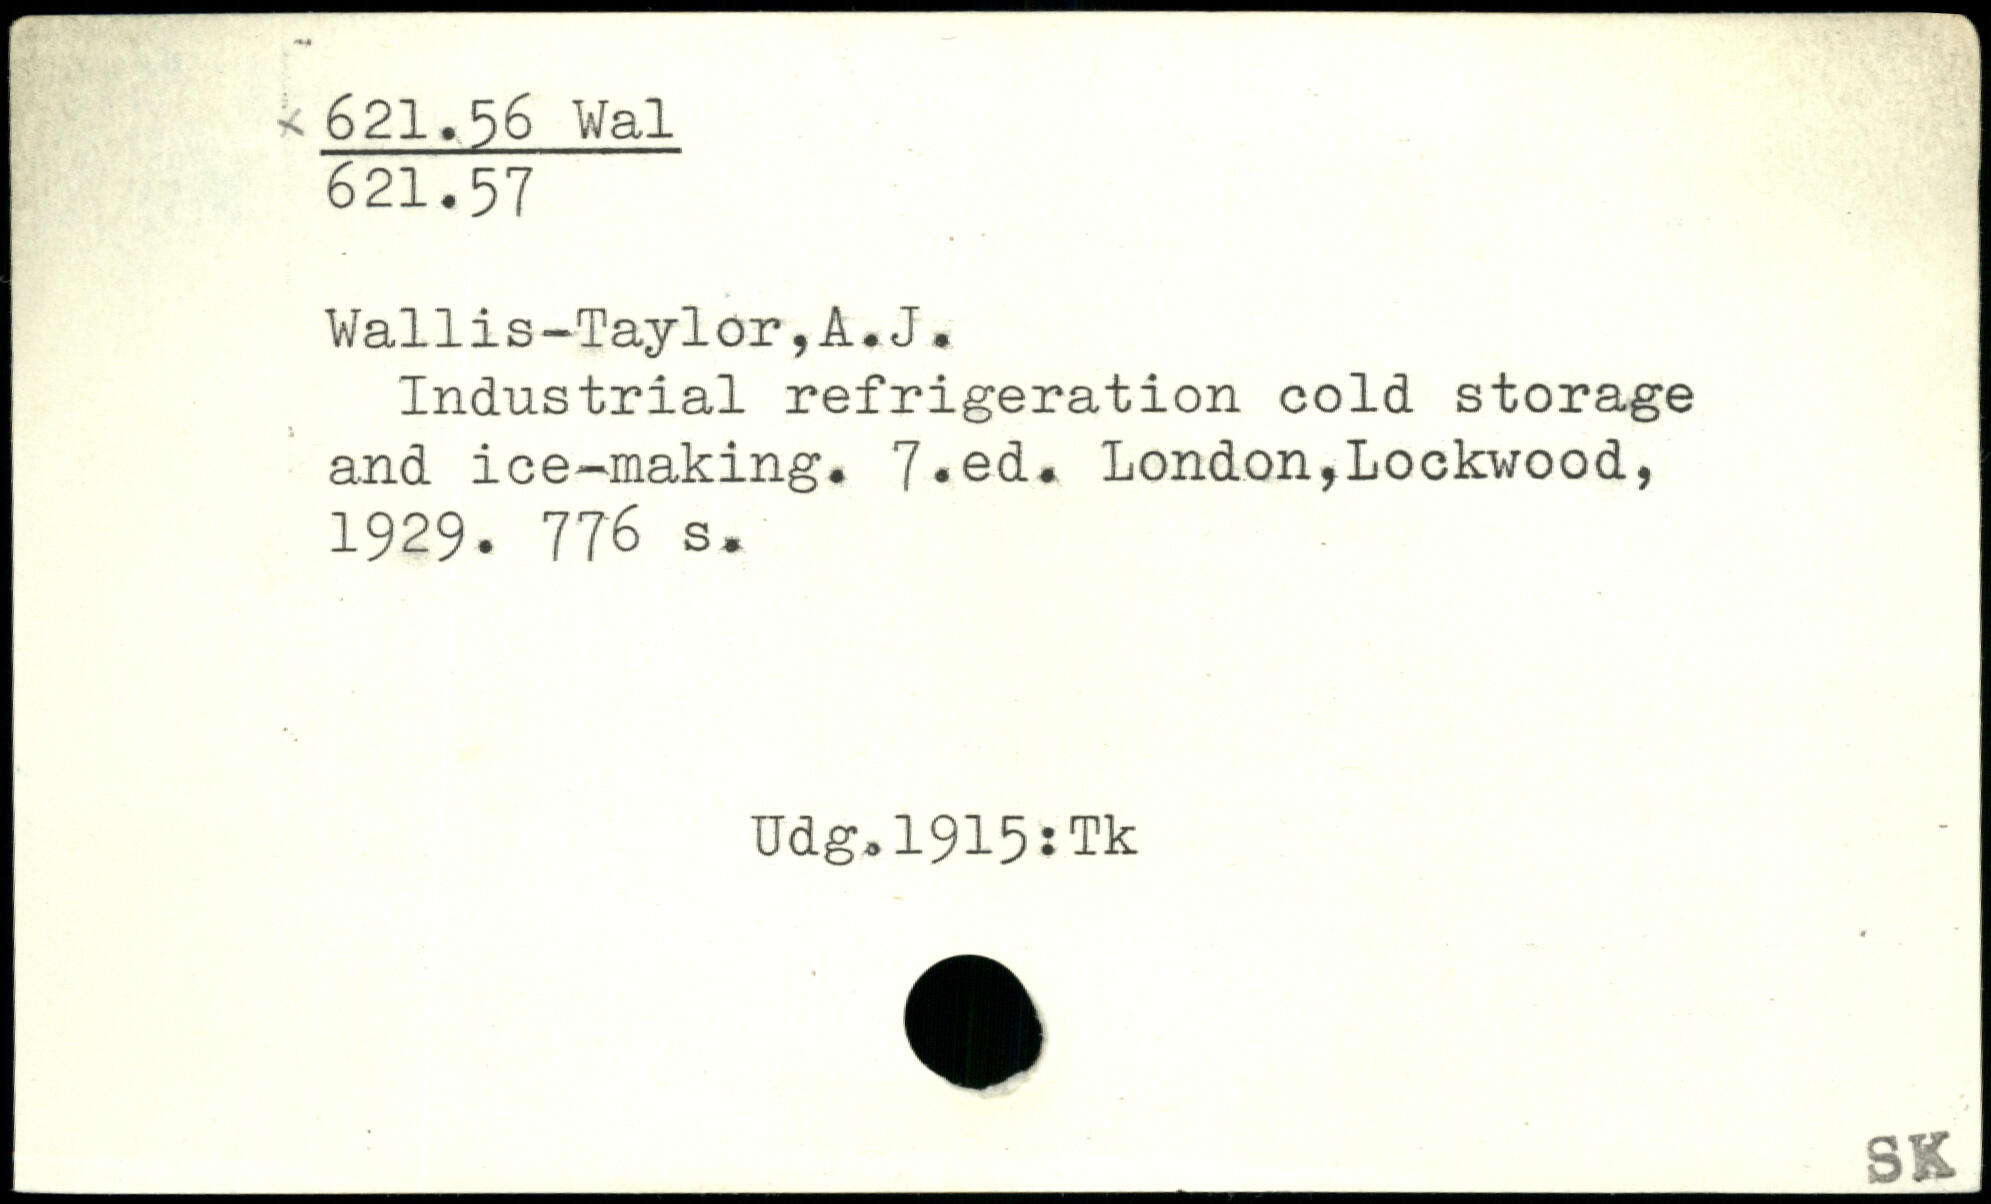 x 621.56 Wal
621.57
Wallis-Taylor,A.J.
Industrial refrigeration cold storage
and ice-making. 7.ed. London,Lockwood,
1929. 776 s.
Udg.1915:Tk
SK